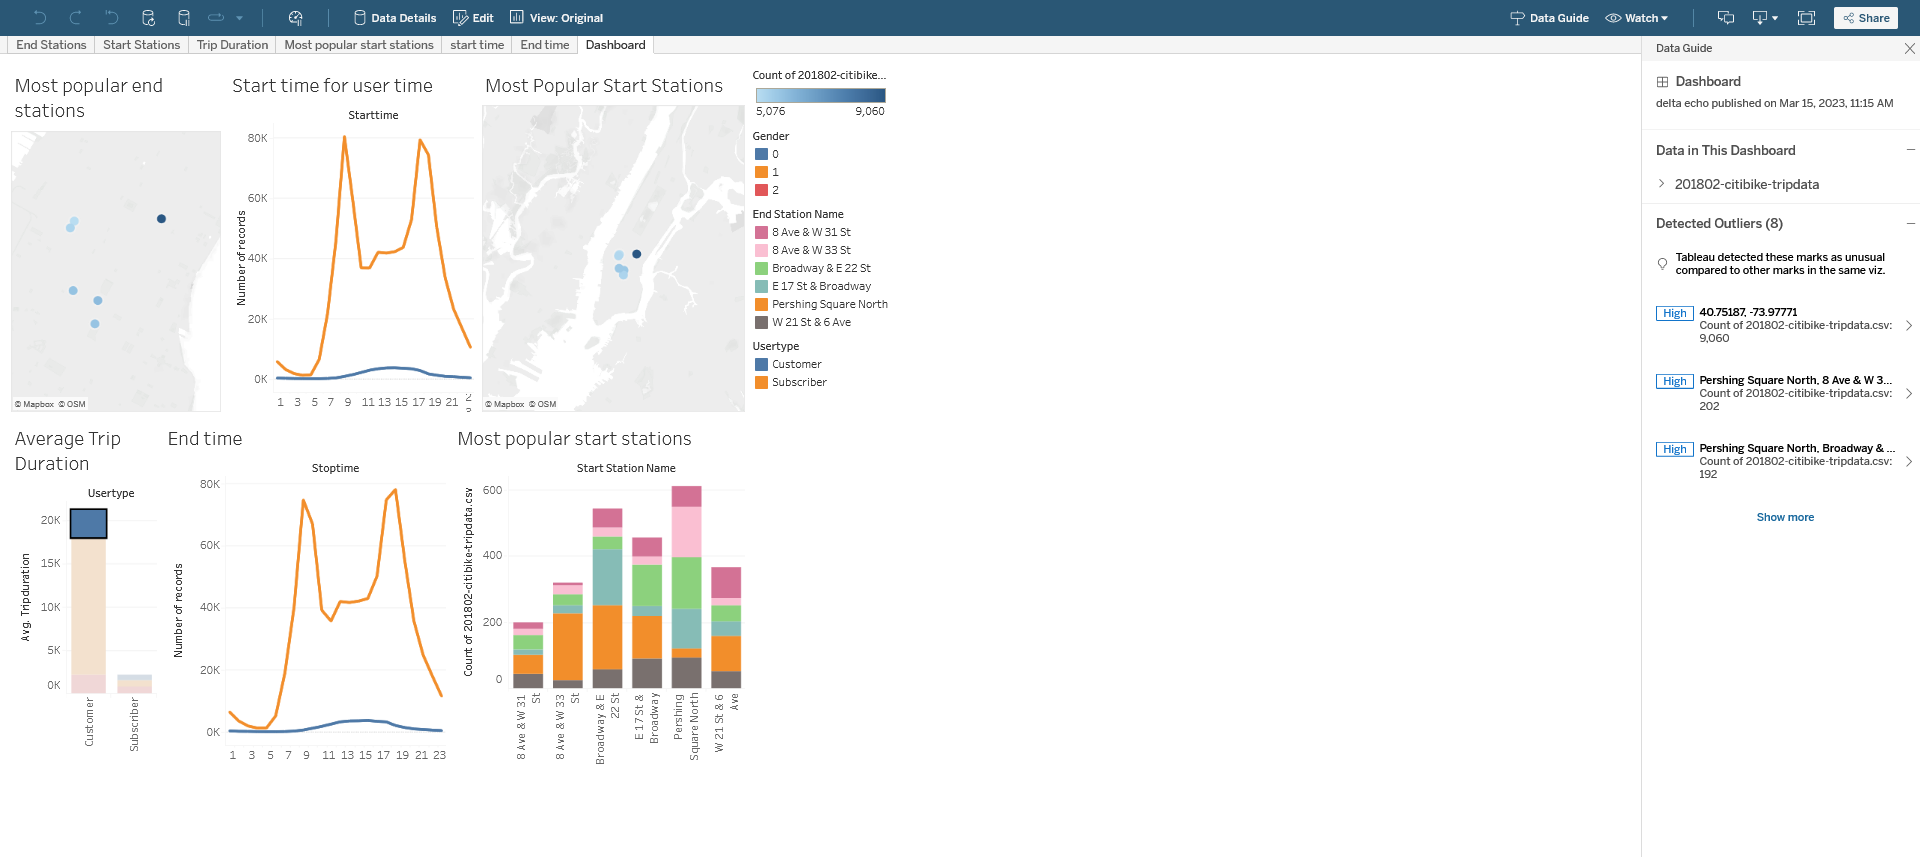 Data Details
Edit
View: Original
Data Guide
Watch
Share
End Stations
Start Stations
Trip Duration
Most popular start stations
start time
End time
Dashboard
Most popular end
stations
© Mapbox © OSM
Start time for user time
Starttime
Number of records
80K
60K
40K
20K
0K
1 3 5 7 9 11 13 15 17 19 21
Most Popular Start Stations
© Mapbox © OSM
Count of 201802-citibike...
5,076 9,060
Gender
0
1
2
End Station Name
8 Ave & W 31 St
8 Ave & W 33 St
Broadway & E 22 St
E 17 St & Broadway
Pershing Square North
W 21 St & 6 Ave
Usertype
Customer
Subscriber
Average Trip
Duration
Usertype
Avg. Tripduration
20K
15K
10K
5K
0K
Customer
Subscriber
End time
Stoptime
Number of records
80K
60K
40K
20K
0K
1 3 5 7 9 11 13 15 17 19 21 23
Most popular start stations
Start Station Name
Count of 201802-citibike-tripdata.csv
600
400
200
0
8 Ave & W 31
St
8 Ave & W 33
St
Broadway & E
22 St
E 17 St &
Broadway
Pershing
Square North
W 21 St & 6
Ave
Data Guide
Dashboard
delta echo published on Mar 15, 2023, 11:15 AM
Data in This Dashboard
201802-citibike-tripdata
Detected Outliers (8)
Tableau detected these marks as unusual
compared to other marks in the same viz.
High
40.75187, -73.97771
Count of 201802-citibike-tripdata.csv:
9,060
High
Pershing Square North, 8 Ave & W 3...
Count of 201802-citibike-tripdata.csv:
202
High
Pershing Square North, Broadway & ...
Count of 201802-citibike-tripdata.csv:
192
Show more